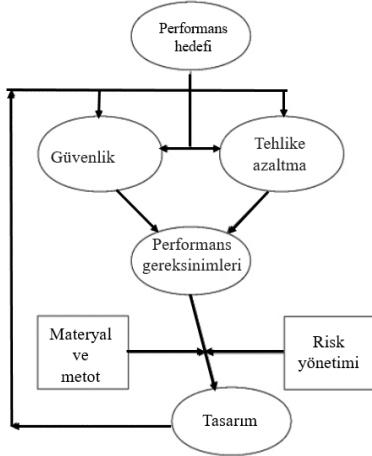 Performans
hedefi
Güvenlik
Tehlike
azaltma
Performans
gereksinimleri
Materyal
ve
metot
Risk
yönetimi
Tasarım